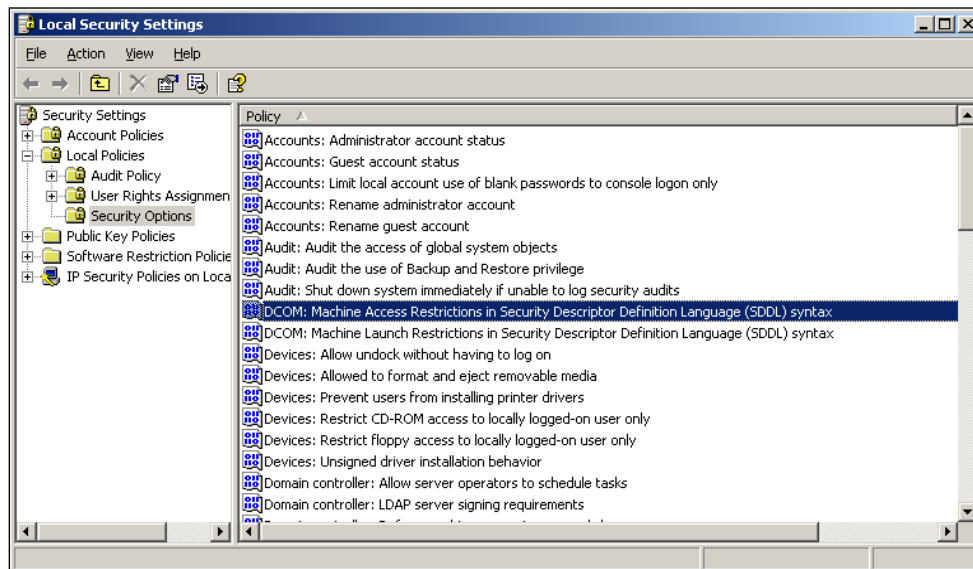 Local Security Settings
File Action View Help
Security Settings
Account Policies
Local Policies
Audit Policy
User Rights Assignmen
Security Options
Public Key Policies
Software Restriction Policie
IP Security Policies on Loca
Policy
Accounts: Administrator account status
Accounts: Guest account status
Accounts: Limit local account use of blank passwords to console logon only
Accounts: Rename administrator account
Accounts: Rename guest account
Audit: Audit the access of global system objects
Audit: Audit the use of Backup and Restore privilege
Audit: Shut down system immediately if unable to log security audits
DCOM: Machine Access Restrictions in Security Descriptor Definition Language (SDDL) syntax
DCOM: Machine Launch Restrictions in Security Descriptor Definition Language (SDDL) syntax
Devices: Allow undock without having to log on
Devices: Allowed to format and eject removable media
Devices: Prevent users from installing printer drivers
Devices: Restrict CD-ROM access to locally logged-on user only
Devices: Restrict floppy access to locally logged-on user only
Devices: Unsigned driver installation behavior
Domain controller: Allow server operators to schedule tasks
Domain controller: LDAP server signing requirements